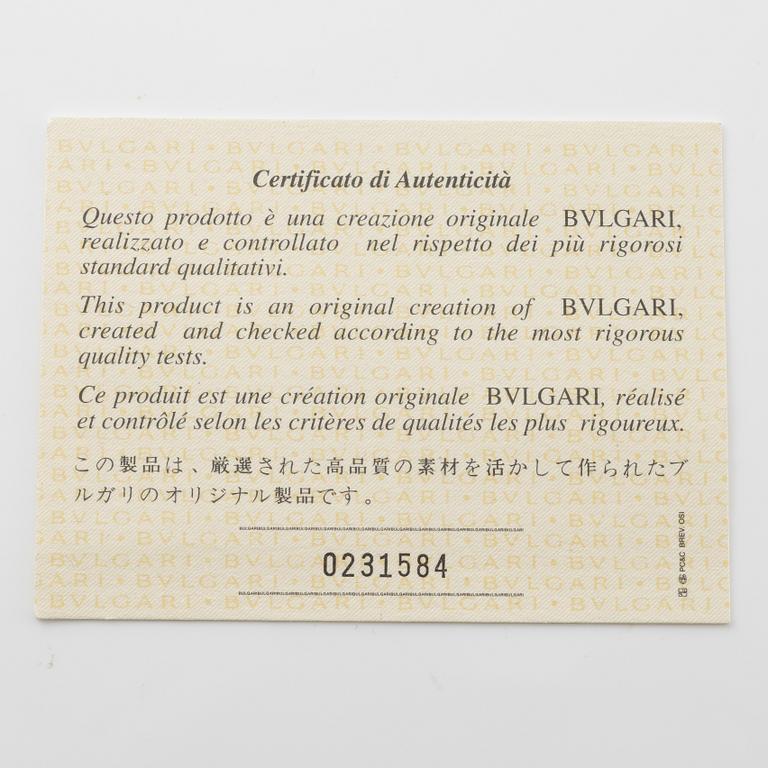 Certificato di Autenticità
Questo prodotto è una creazione originale BVLGARI,
realizzato e controllato nel rispetto dei più rigorosi
standard qualitativi.
This product is an original creation of BVLGARI,
created and checked according to the most rigorous
quality tests.
Ce produit est une création originale BVLGARI, réalisé
et contrôlé selon les critères de qualités les plus rigoureux.
この製品は、厳選された高品質の素材を活かして作られたブ
ルガリのオリジナル製品です。
0231584
PC&C BREV. OSI